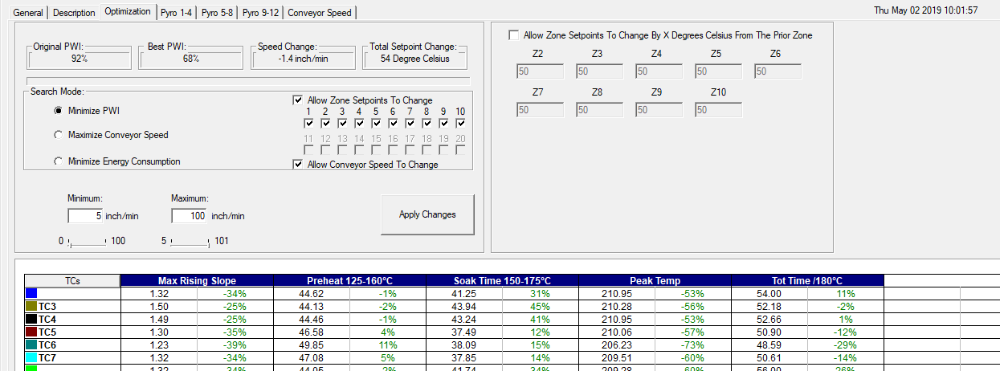 General Description Optimization Pyro 1-4 Pyro 5-8 Pyro 9-12 Conveyor Speed Thu May 02 2019 10:01:57
Original PWI: Best PWI: Speed Change: Total Setpoint Change:
92% 68% -1.4 inch/min 54 Degree Celsius
Search Mode:
Minimize PWI
Maximize Conveyor Speed
Minimize Energy Consumption
Allow Zone Setpoints To Change
1 2 3 4 5 6 7 8 9 10
11 12 13 14 15 16 17 18 19 20
Allow Conveyor Speed To Change
Minimum: Maximum:
5 inch/min 100 inch/min
0 100 5 101
Apply Changes
Allow Zone Setpoints To Change By X Degrees Celsius From The Prior Zone
Z2 Z3 Z4 Z5 Z6
50 50 50 50 50
Z7 Z8 Z9 Z10
50 50 50 50
TCs Max Rising Slope Preheat 125-160°C Soak Time 150-175°C Peak Temp Tot Time /180°C
1.32 -34% 44.62 -1% 41.25 31% 210.95 -53% 54.00 11%
TC3 1.50 -25% 44.13 -2% 43.94 45% 210.28 -56% 52.18 -2%
TC4 1.49 -25% 44.46 -1% 43.24 41% 210.95 -53% 52.66 1%
TC5 1.30 -35% 46.58 4% 37.49 12% 210.06 -57% 50.90 -12%
TC6 1.23 -39% 49.85 11% 38.09 15% 206.23 -73% 48.59 -29%
TC7 1.32 -34% 47.08 5% 37.85 14% 209.51 -60% 50.61 -14%
1.32 -34% 44.05 -2% 41.74 34% 209.28 -60% 56.00 26%